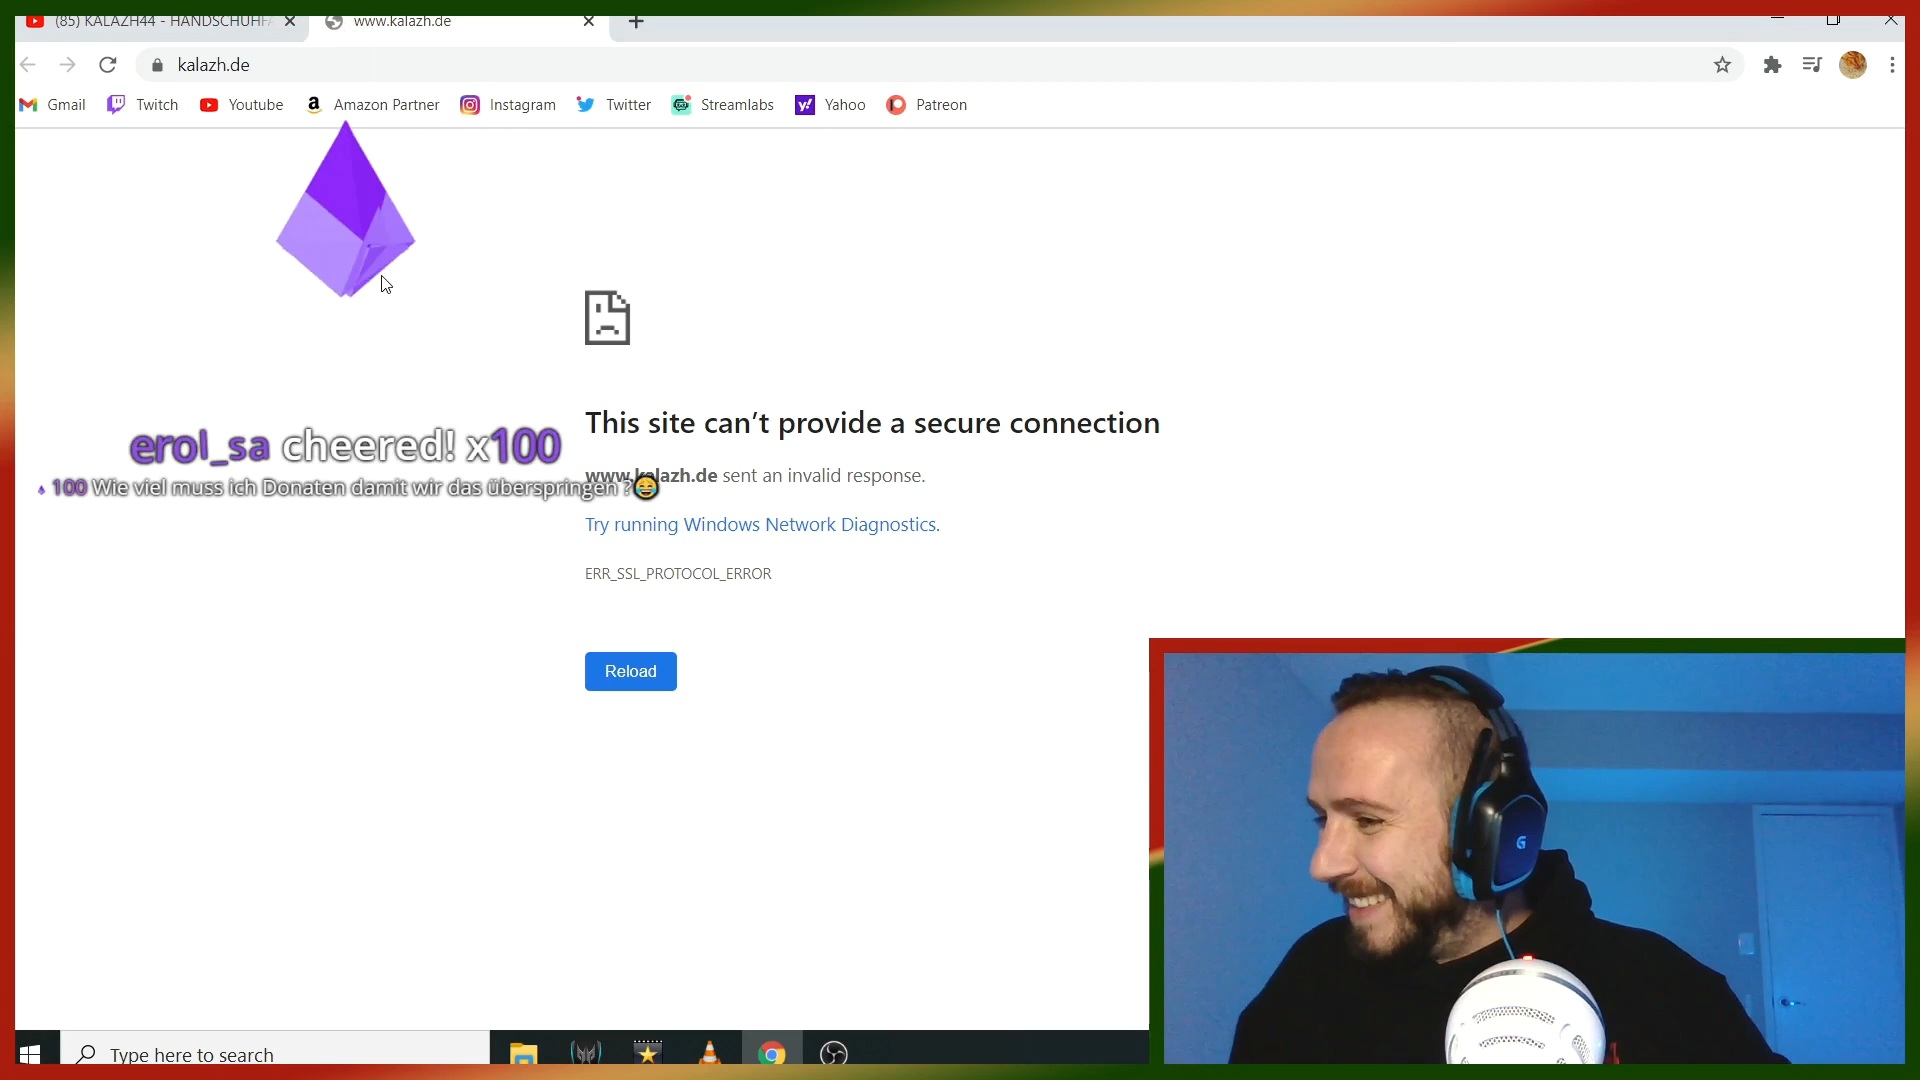 (85) KALAZH44 - HANDSCHUHFA
www.kalazh.de
kalazh.de
Gmail
Twitch
Youtube
Amazon Partner
Instagram
Twitter
Streamlabs
Yahoo
Patreon
This site can't provide a secure connection
erol_sa cheered! x100
www.kalazh.de sent an invalid response.
100 Wie viel muss ich Donaten damit wir das überspringen ?😂
Try running Windows Network Diagnostics.
ERR_SSL_PROTOCOL_ERROR
Reload
Type here to search